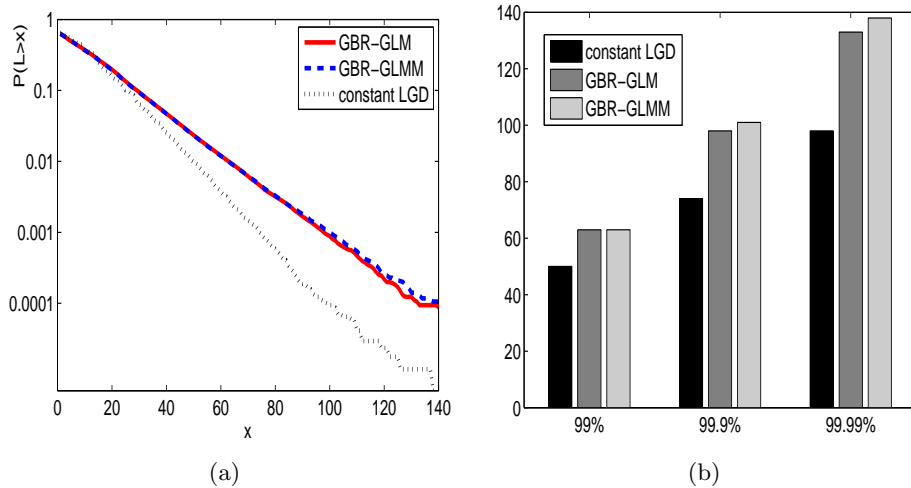 P(L>x)
1
0.1
0.01
0.001
0.0001
GBR−GLM
GBR−GLMM
constant LGD
0 20 40 60 80 100 120 140
x
(a)
140
120
100
80
60
40
20
0
constant LGD
GBR−GLM
GBR−GLMM
99% 99.9% 99.99%
(b)